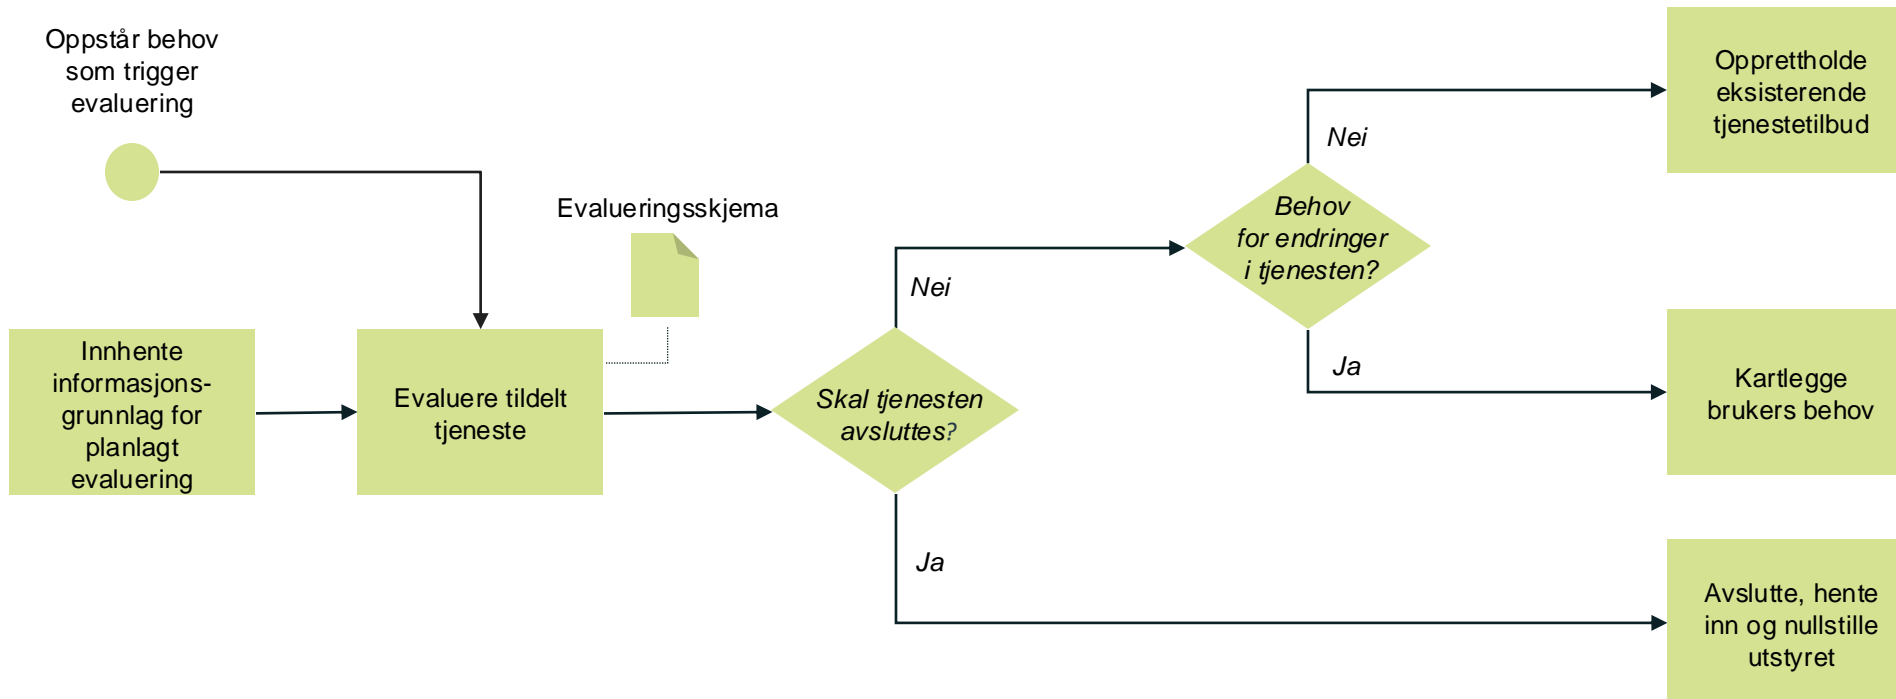 Oppstår behov
som trigger
evaluering
Evalueringsskjema
Innhente
informasjons-
grunnlag for
planlagt
evaluering
Evaluere tildelt
tjeneste
Skal tjenesten
avsluttes?
Nei
Ja
Behov
for endringer
i tjenesten?
Nei
Ja
Opprettholde
eksisterende
tjenestetilbud
Kartlegge
brukers behov
Avslutte, hente
inn og nullstille
utstyret